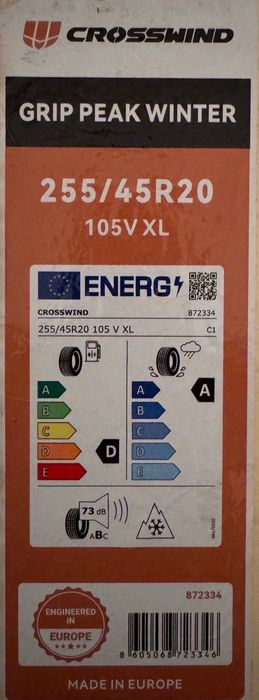 CROSSWIND
GRIP PEAK WINTER
255/45R20
105V XL
ENERG
CROSSWIND 872334
255/45R20 105 V XL C1
A A
B B
C C
D D
E E
D
A
73 dB
ABC
2020/740
872334
ENGINEERED
IN
EUROPE
8 605068 723346
MADE IN EUROPE